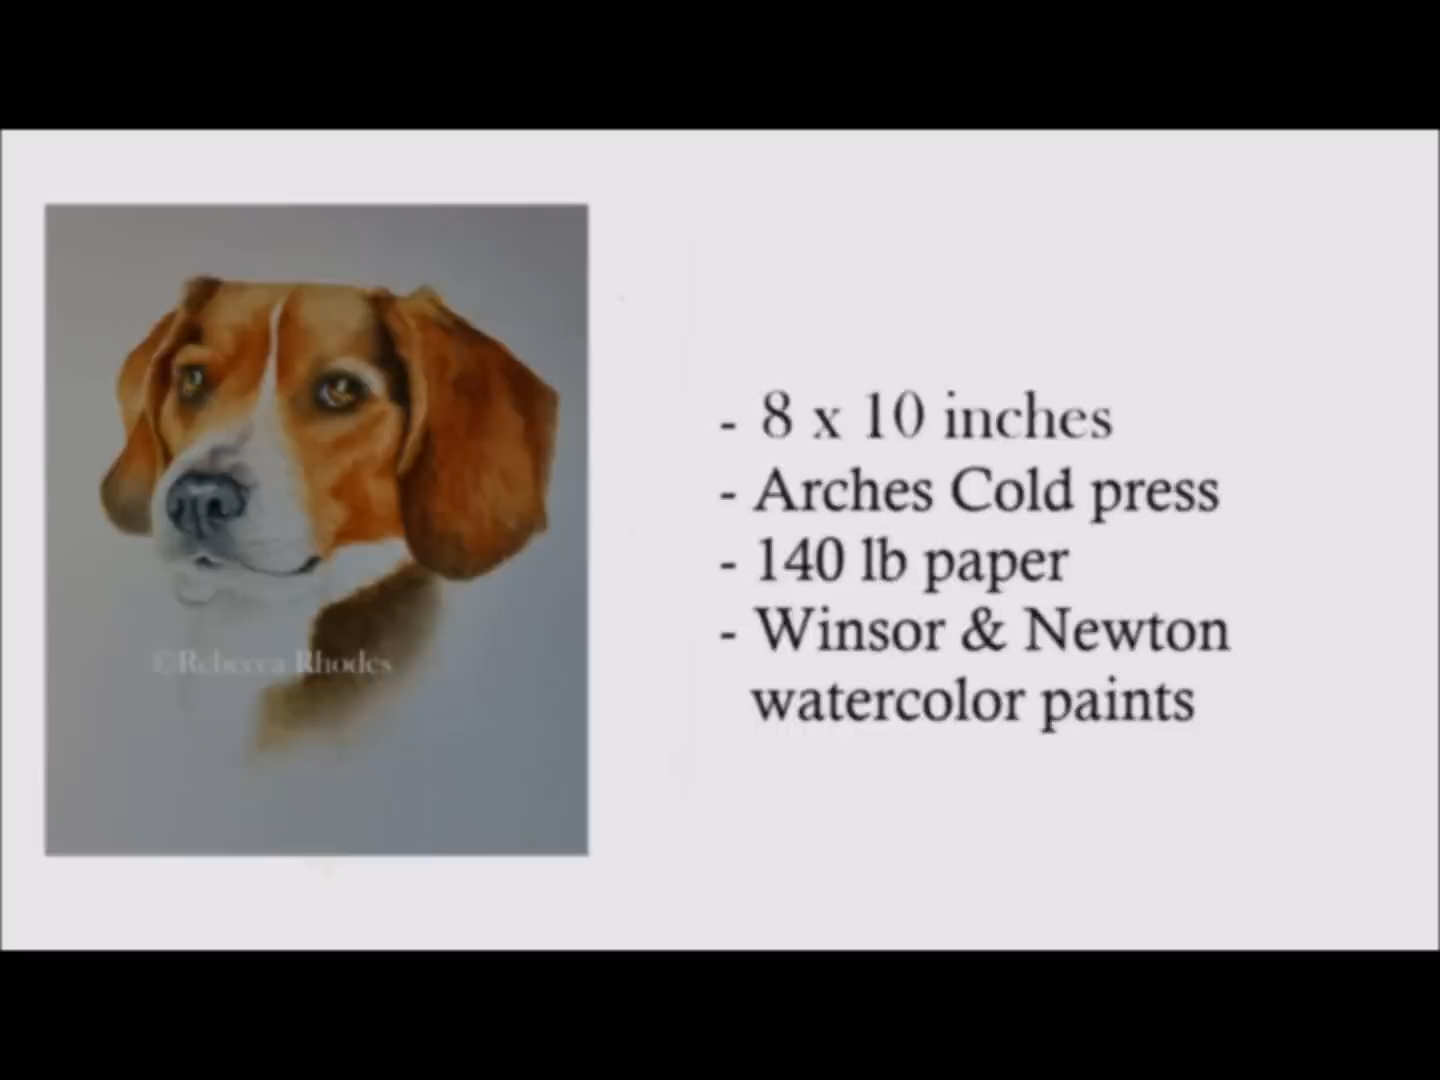 - 8 x 10 inches
- Arches Cold press
- 140 lb paper
- Winsor & Newton
watercolor paints
©Rebecca Rhodes